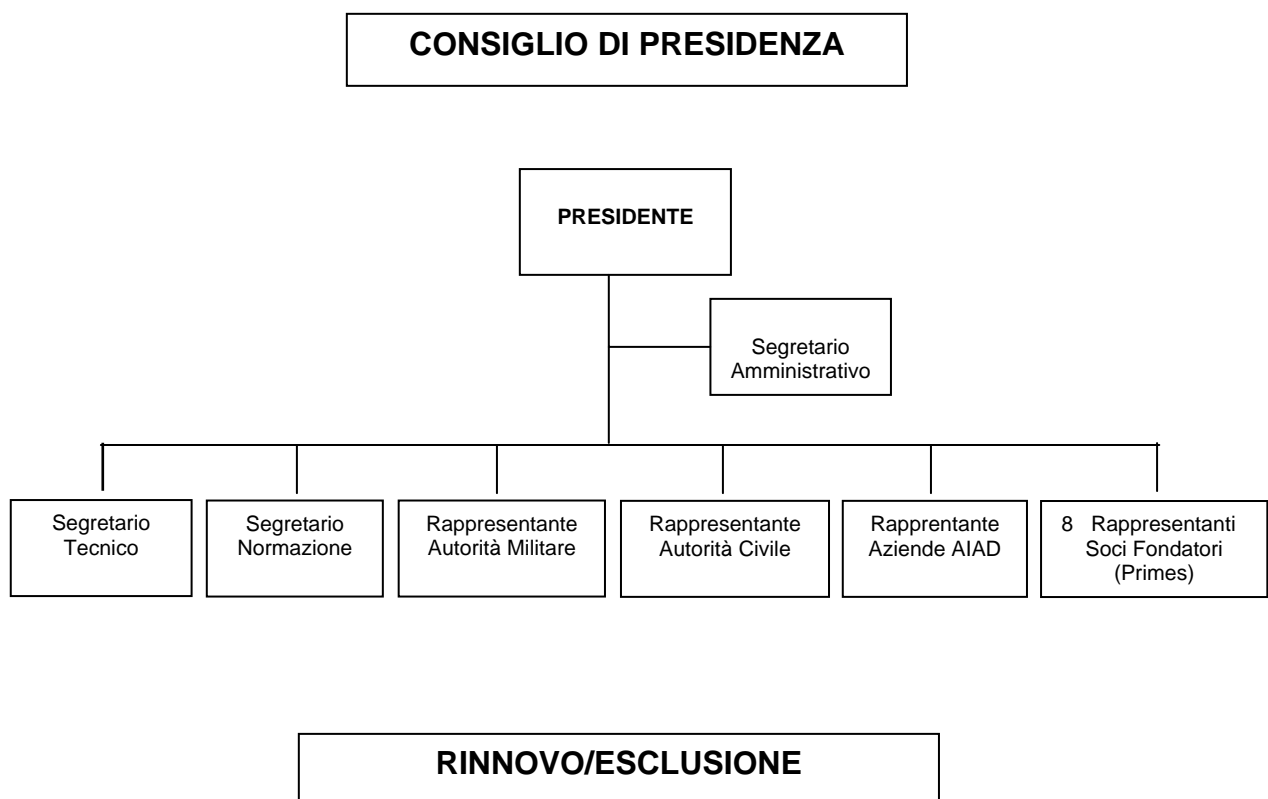 CONSIGLIO DI PRESIDENZA
PRESIDENTE
Segretario
Amministrativo
Segretario
Tecnico
Segretario
Normazione
Rappresentante
Autorità Militare
Rappresentante
Autorità Civile
Rapprentante
Aziende AIAD
8 Rappresentanti
Soci Fondatori
(Primes)
RINNOVO/ESCLUSIONE